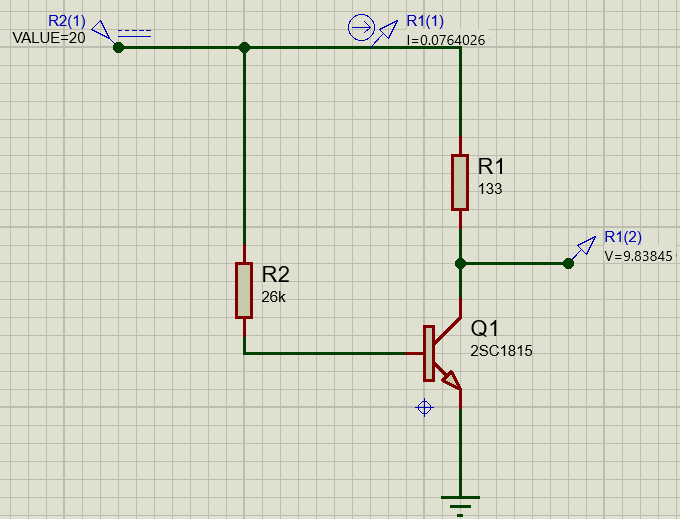 R2(1)
VALUE=20
R1(1)
I=0.0764026
R1
133
R1(2)
V=9.83845
R2
26k
Q1
2SC1815